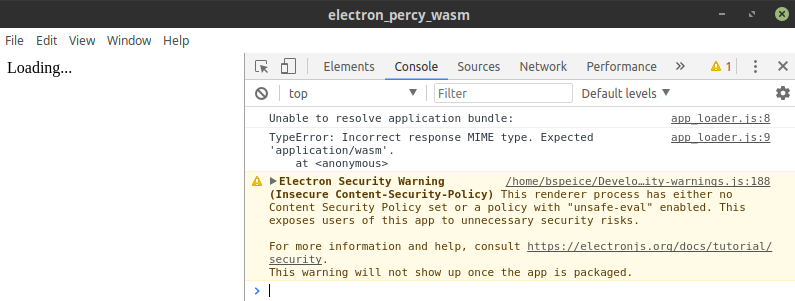 electron_percy_wasm
File Edit View Window Help
Loading...
Elements Console Sources Network Performance » 1
top Filter Default levels
Unable to resolve application bundle: app_loader.js:8
TypeError: Incorrect response MIME type. Expected app_loader.js:9
'application/wasm'.
at <anonymous>
Electron Security Warning /home/bspeice/Develo…ity-warnings.js:188
(Insecure Content-Security-Policy) This renderer process has either no
Content Security Policy set or a policy with "unsafe-eval" enabled. This
exposes users of this app to unnecessary security risks.
For more information and help, consult https://electronjs.org/docs/tutorial/
security.
This warning will not show up once the app is packaged.